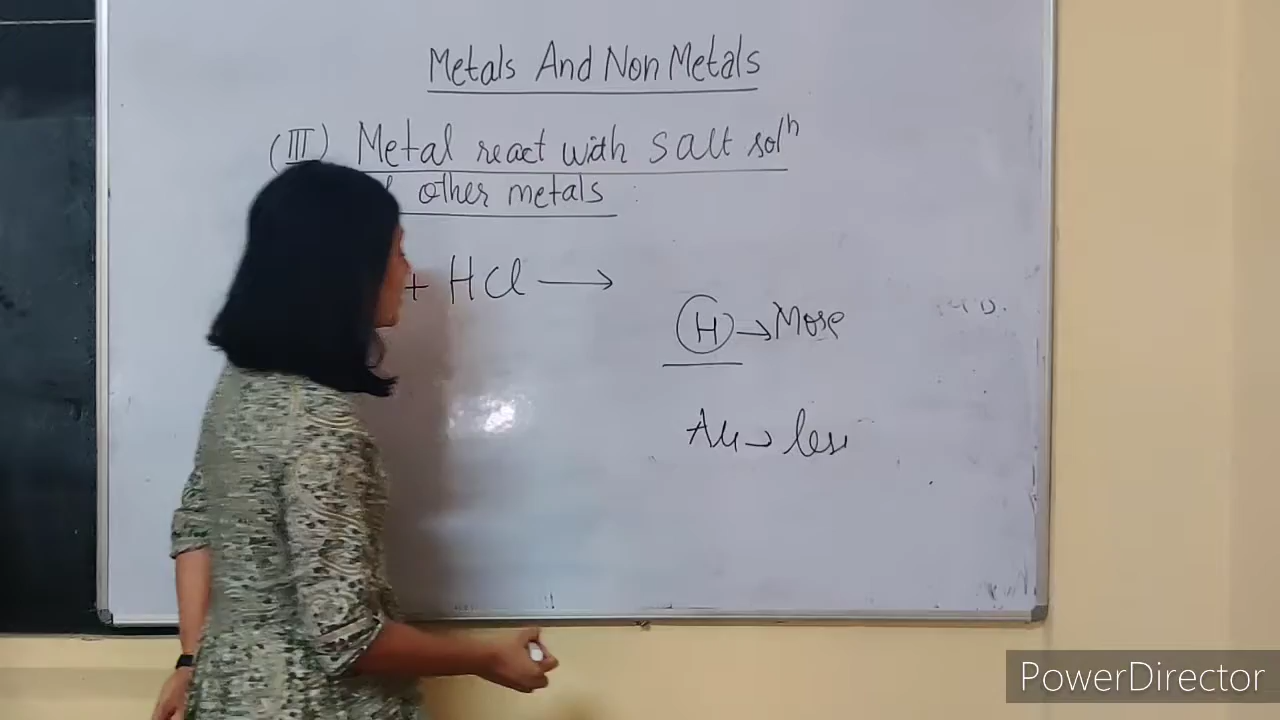 Metals And Non Metals
(III) Metal react with salt solⁿ
other metals :
+ HCl ⟶
(H) → More
Au → less
PowerDirector